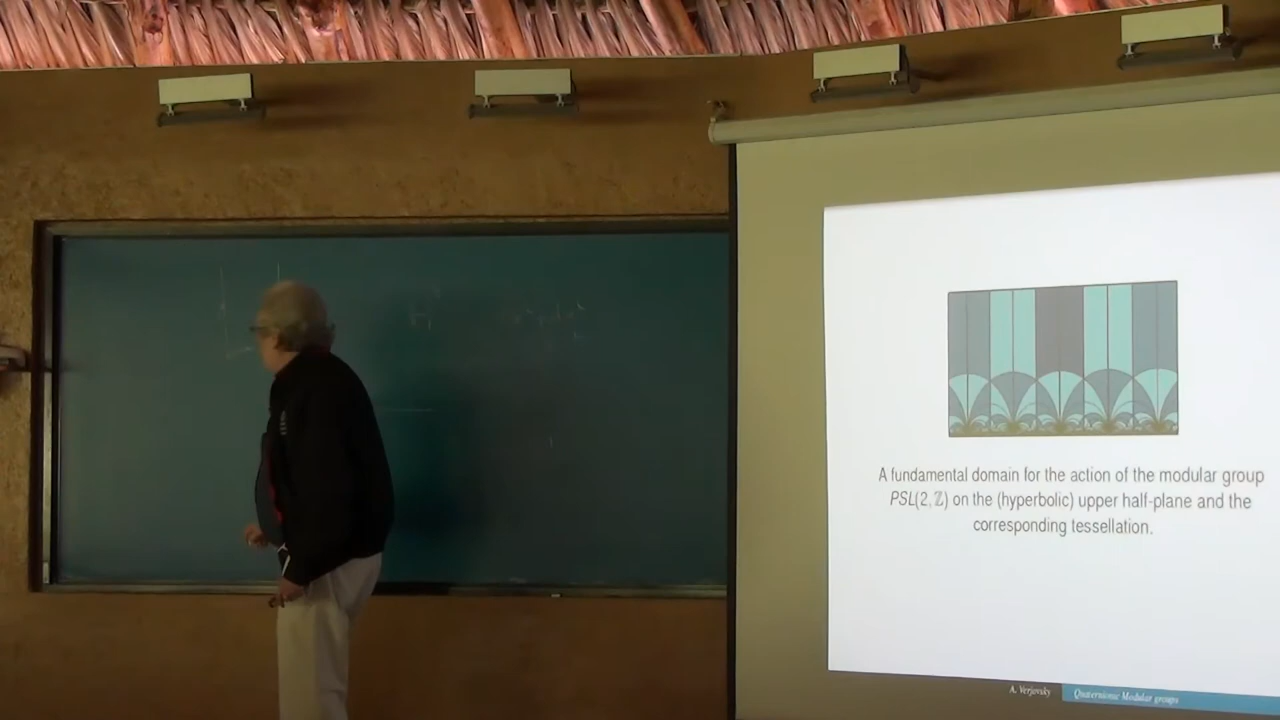 A fundamental domain for the action of the modular group
PSL(2, ℤ) on the (hyperbolic) upper half-plane and the
corresponding tessellation.
A. Verjovsky
Quaternionic Modular groups